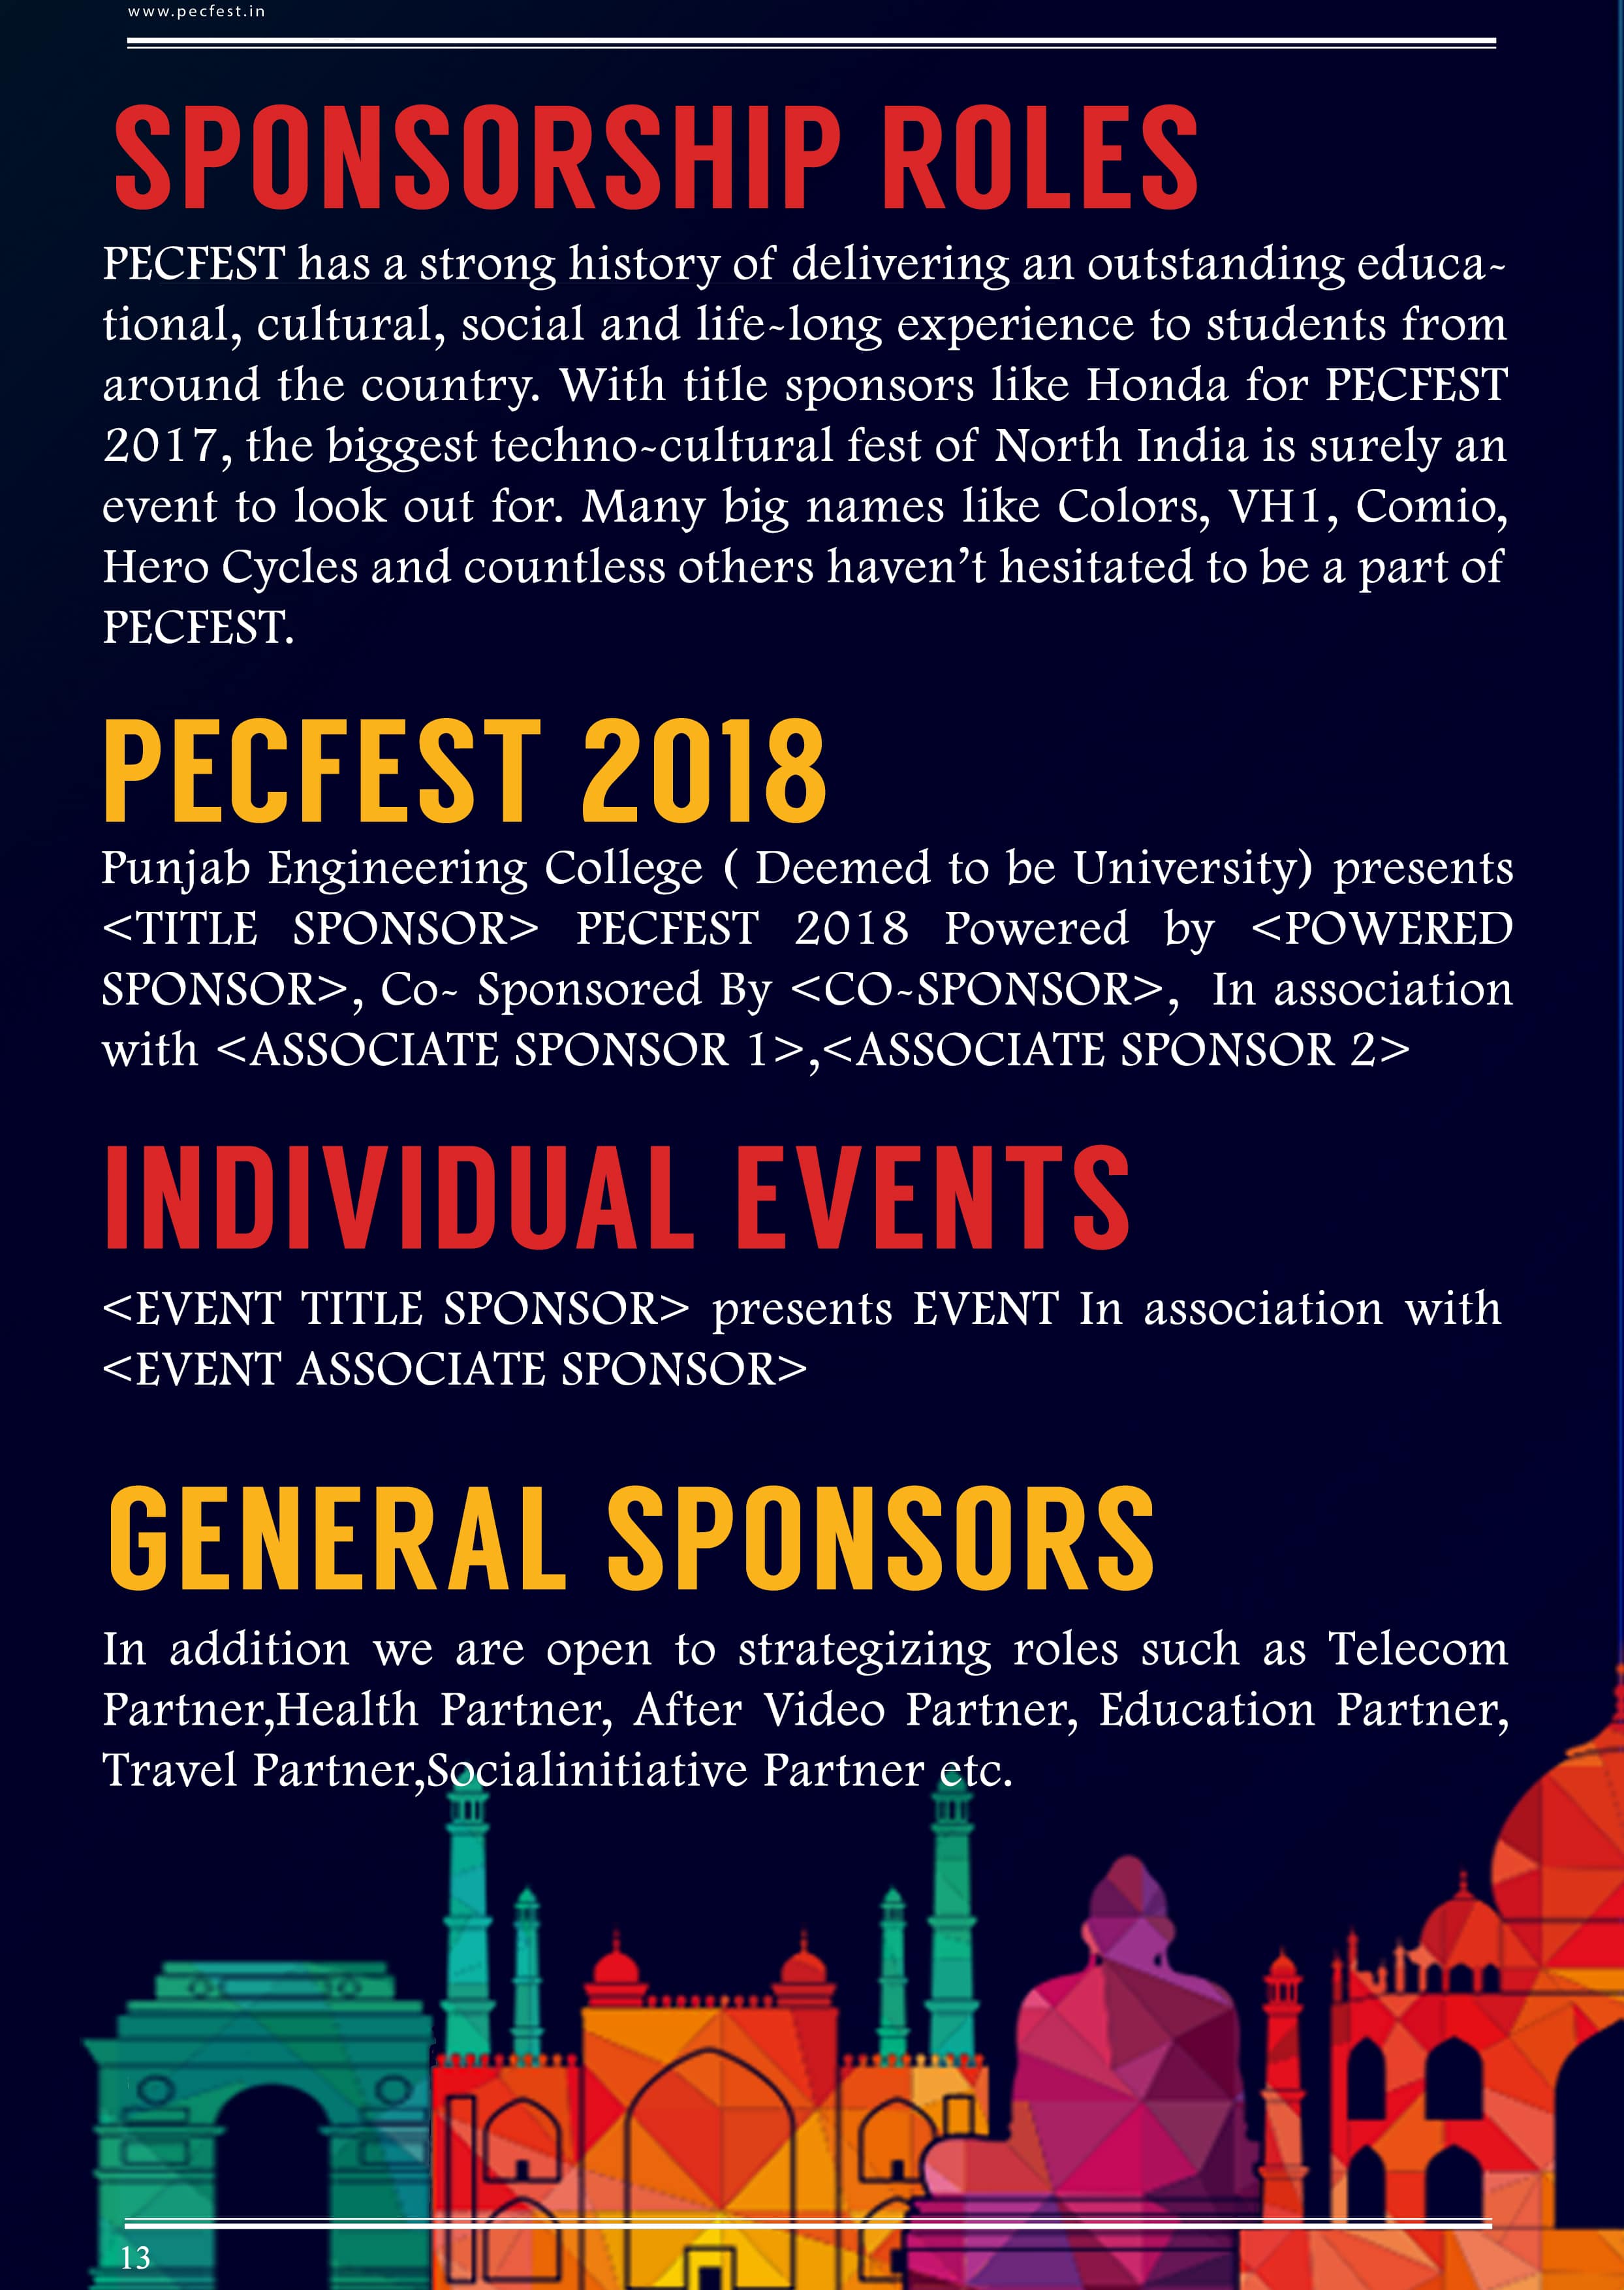 www.pecfest.in
SPONSORSHIP ROLES
PECFEST has a strong history of delivering an outstanding educa-
tional, cultural, social and life-long experience to students from
around the country. With title sponsors like Honda for PECFEST
2017, the biggest techno-cultural fest of North India is surely an
event to look out for. Many big names like Colors, VH1, Comio,
Hero Cycles and countless others haven't hesitated to be a part of
PECFEST.
PECFEST 2018
Punjab Engineering College ( Deemed to be University) presents
<TITLE SPONSOR> PECFEST 2018 Powered by <POWERED
SPONSOR>, Co- Sponsored By <CO-SPONSOR>, In association
with <ASSOCIATE SPONSOR 1>,<ASSOCIATE SPONSOR 2>
INDIVIDUAL EVENTS
<EVENT TITLE SPONSOR> presents EVENT In association with
<EVENT ASSOCIATE SPONSOR>
GENERAL SPONSORS
In addition we are open to strategizing roles such as Telecom
Partner,Health Partner, After Video Partner, Education Partner,
Travel Partner,Socialinitiative Partner etc.
13